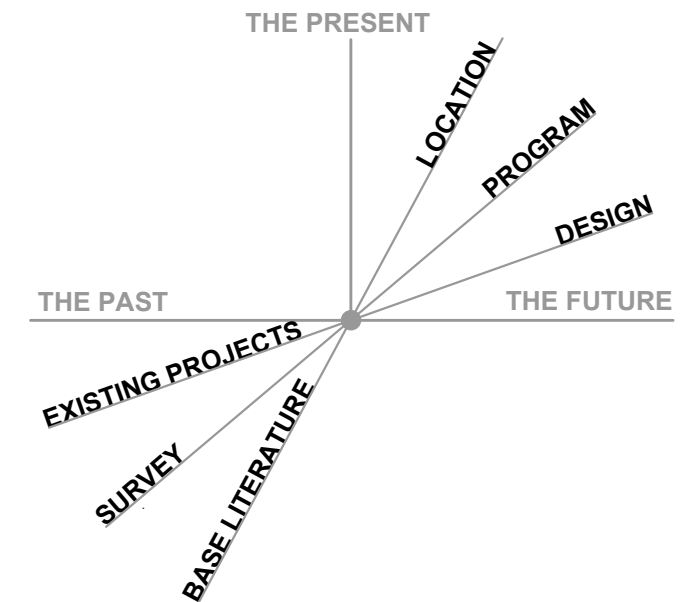 THE PRESENT
LOCATION
PROGRAM
DESIGN
THE PAST
THE FUTURE
EXISTING PROJECTS
SURVEY
BASE LITERATURE